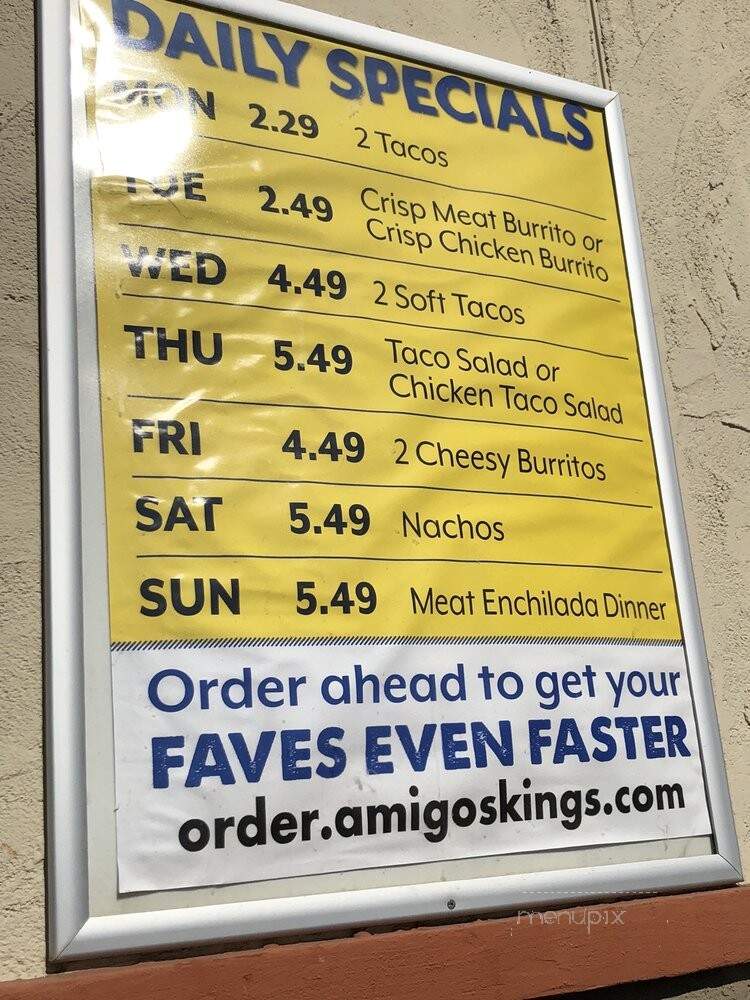 DAILY SPECIALS
MON 2.29 2 Tacos
TUE 2.49 Crisp Meat Burrito or
Crisp Chicken Burrito
WED 4.49 2 Soft Tacos
THU 5.49 Taco Salad or
Chicken Taco Salad
FRI 4.49 2 Cheesy Burritos
SAT 5.49 Nachos
SUN 5.49 Meat Enchilada Dinner
Order ahead to get your
FAVES EVEN FASTER
order.amigoskings.com
menupix